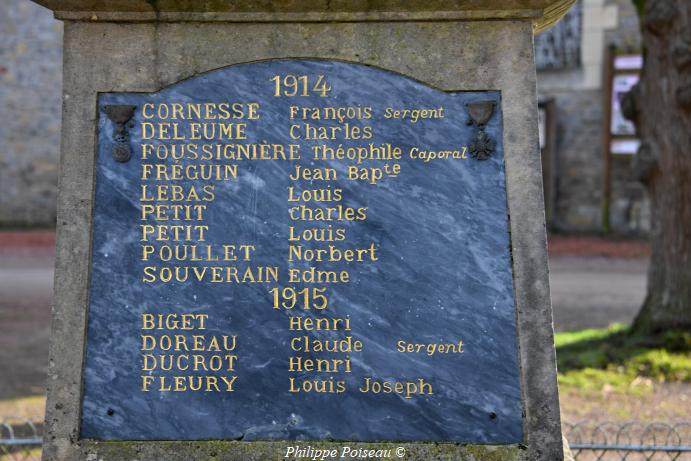 1914
CORNESSE François Sergent
DELEUME Charles
FOUSSIGNIÈRE Théophile Caporal
FRÉGUIN Jean Bapte
LEBAS Louis
PETIT Charles
PETIT Louis
POULLET Norbert
SOUVERAIN Edme
1915
BIGET Henri
DOREAU Claude Sergent
DUCROT Henri
FLEURY Louis Joseph
Philippe Poiseau ©